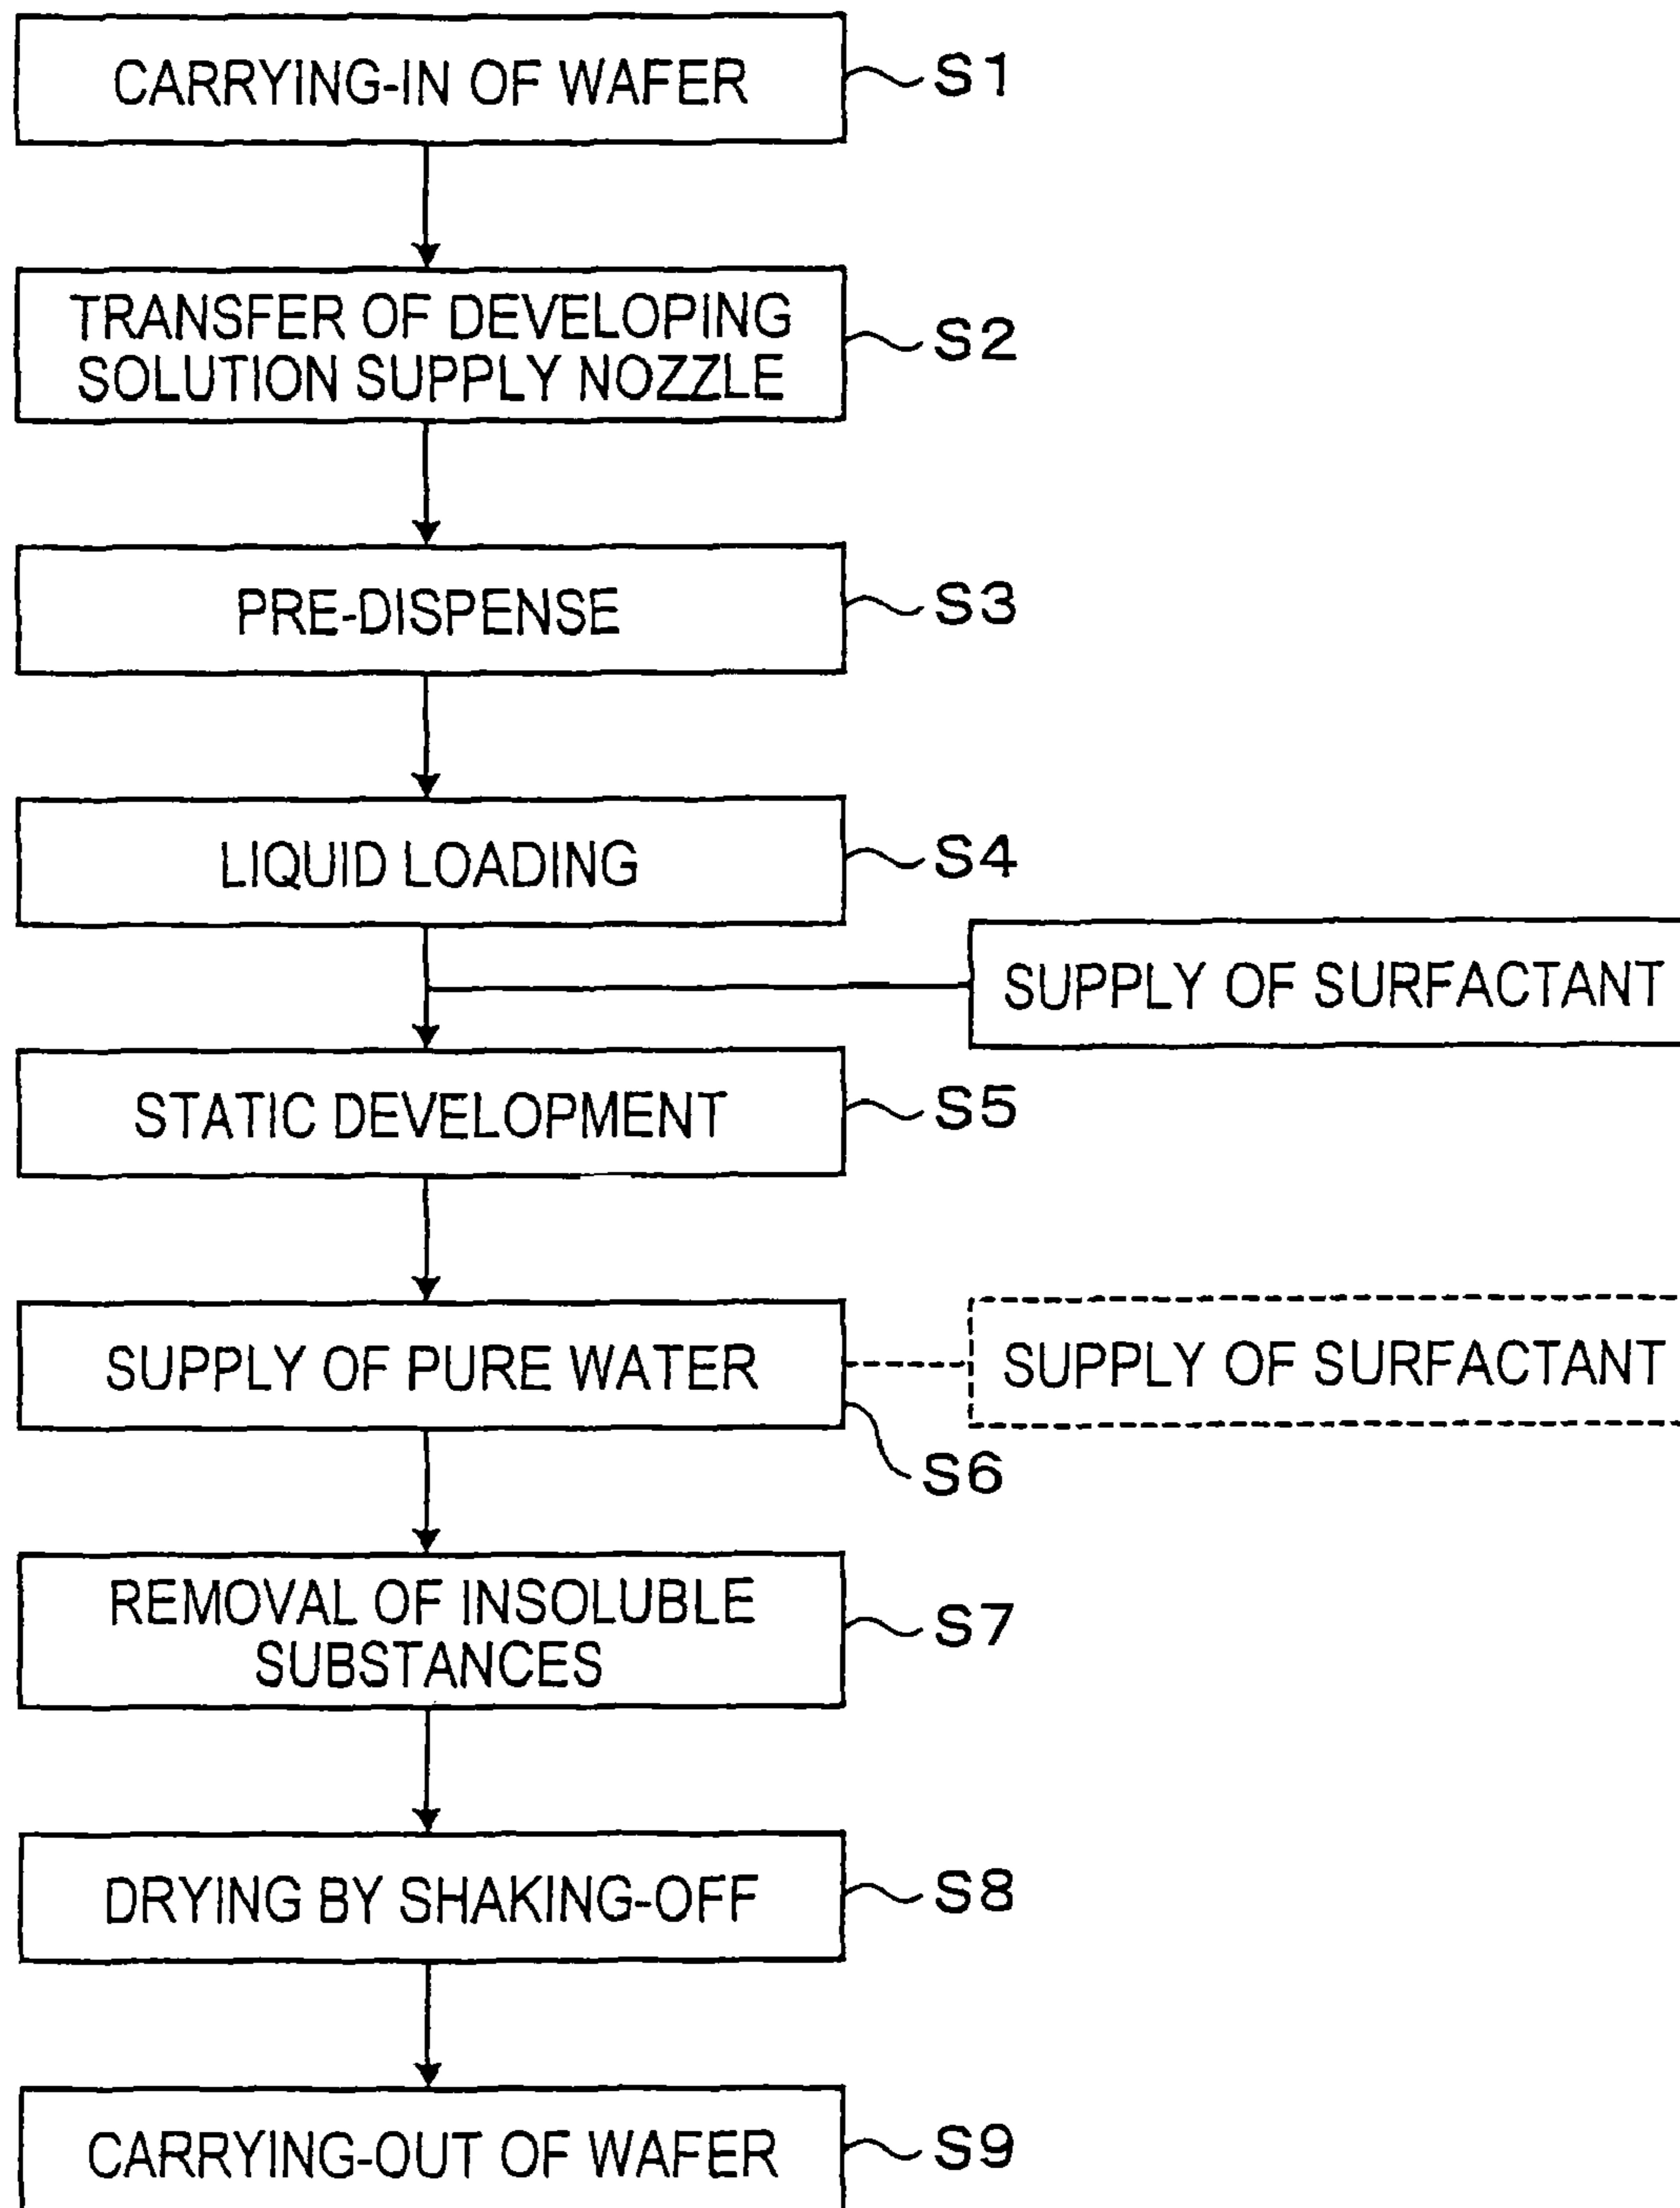 CARRYING-IN OF WAFER
S1
TRANSFER OF DEVELOPING
SOLUTION SUPPLY NOZZLE
S2
PRE-DISPENSE
S3
LIQUID LOADING
S4
SUPPLY OF SURFACTANT
STATIC DEVELOPMENT
S5
SUPPLY OF PURE WATER
SUPPLY OF SURFACTANT
S6
REMOVAL OF INSOLUBLE
SUBSTANCES
S7
DRYING BY SHAKING-OFF
S8
CARRYING-OUT OF WAFER
S9